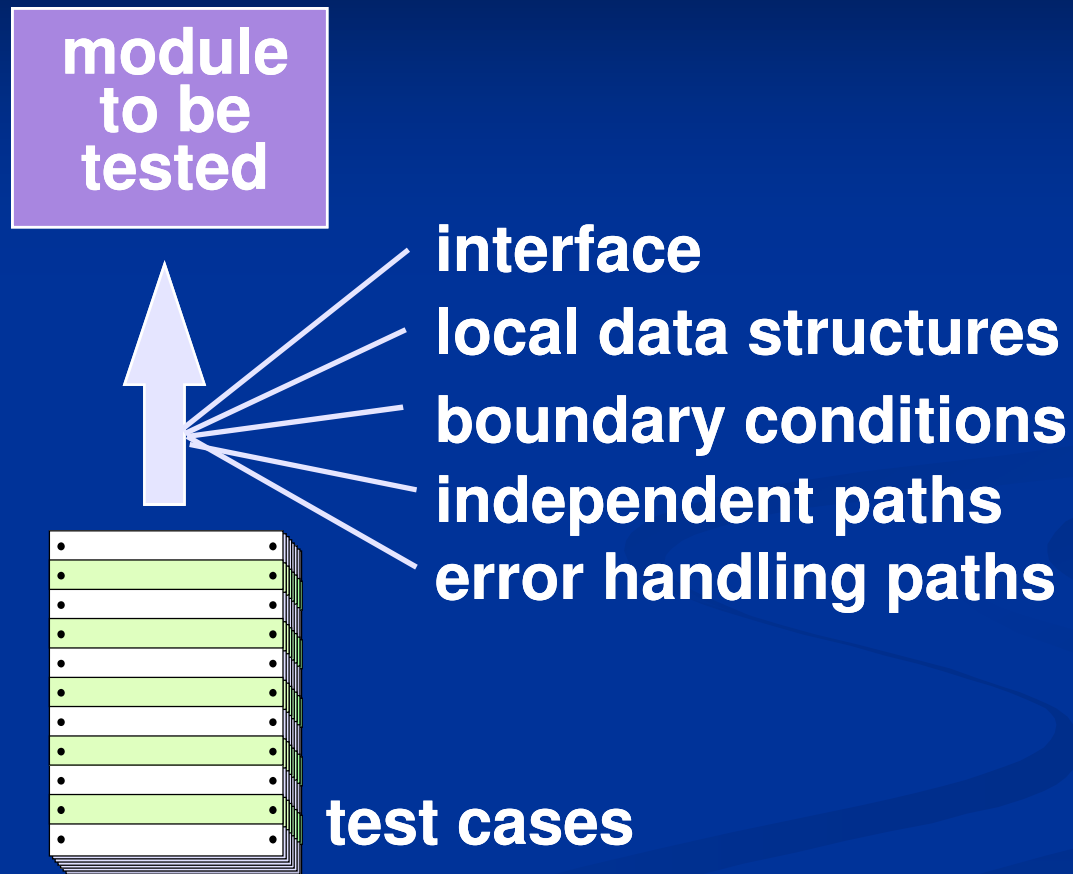 module
to be
tested
interface
local data structures
boundary conditions
independent paths
error handling paths
test cases